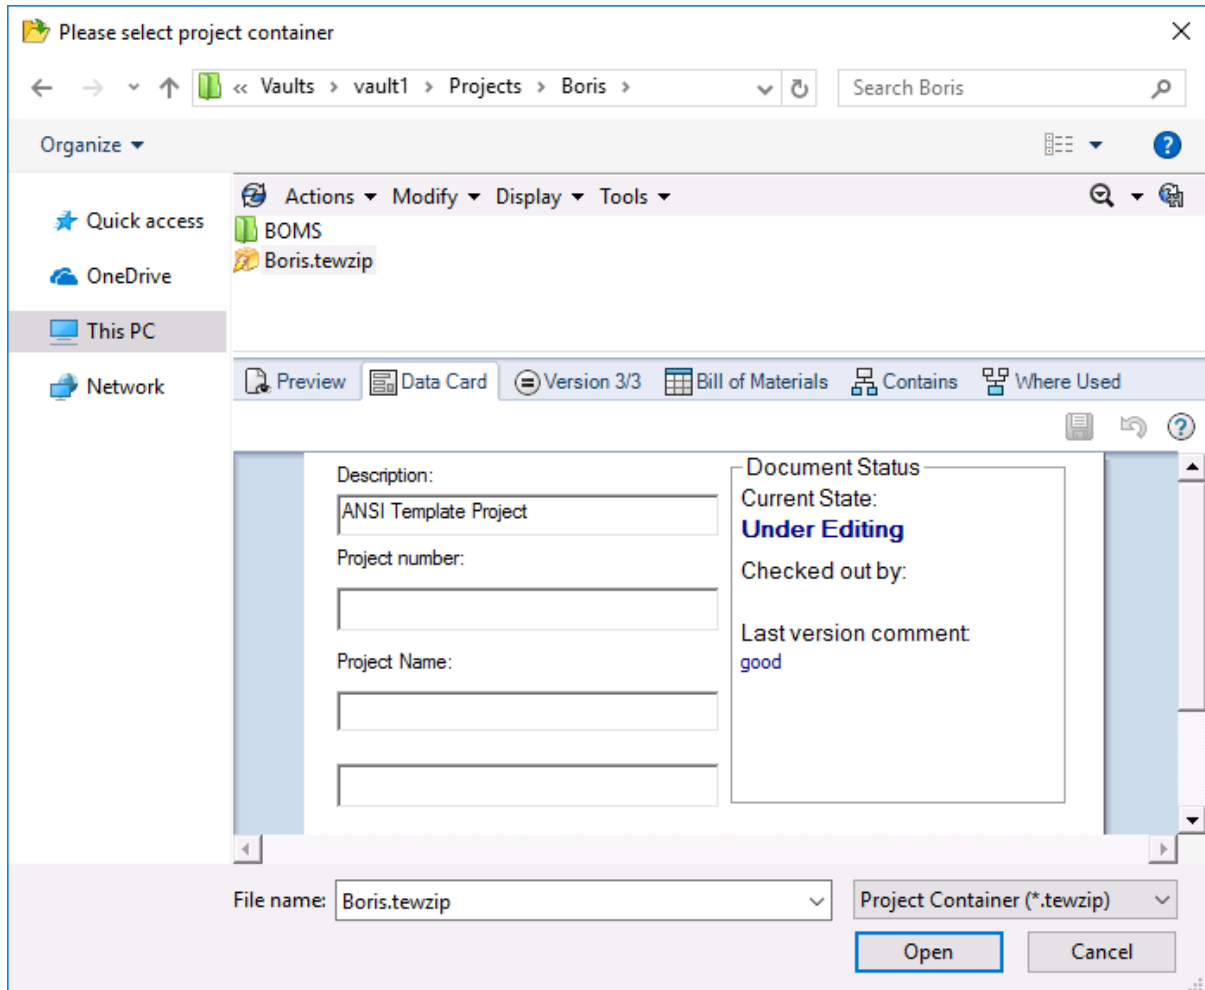 Please select project container
« Vaults > vault1 > Projects > Boris >
Search Boris
Organize
Quick access
OneDrive
This PC
Network
Actions Modify Display Tools
BOMS
Boris.tewzip
Preview Data Card Version 3/3 Bill of Materials Contains Where Used
Description:
ANSI Template Project
Project number:
Project Name:
Document Status
Current State:
Under Editing
Checked out by:
Last version comment:
good
File name: Boris.tewzip
Project Container (*.tewzip)
Open Cancel